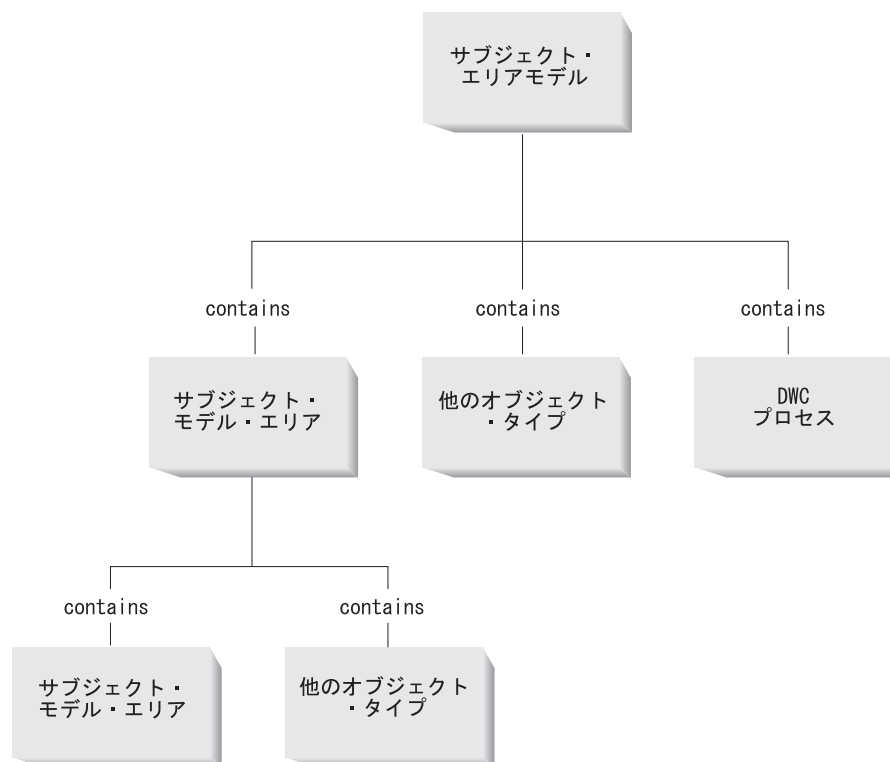 サブジェクト・
エリアモデル
contains
contains
contains
サブジェクト・
モデル・エリア
他のオブジェクト
・タイプ
DWC
プロセス
contains
contains
サブジェクト・
モデル・エリア
他のオブジェクト
・タイプ